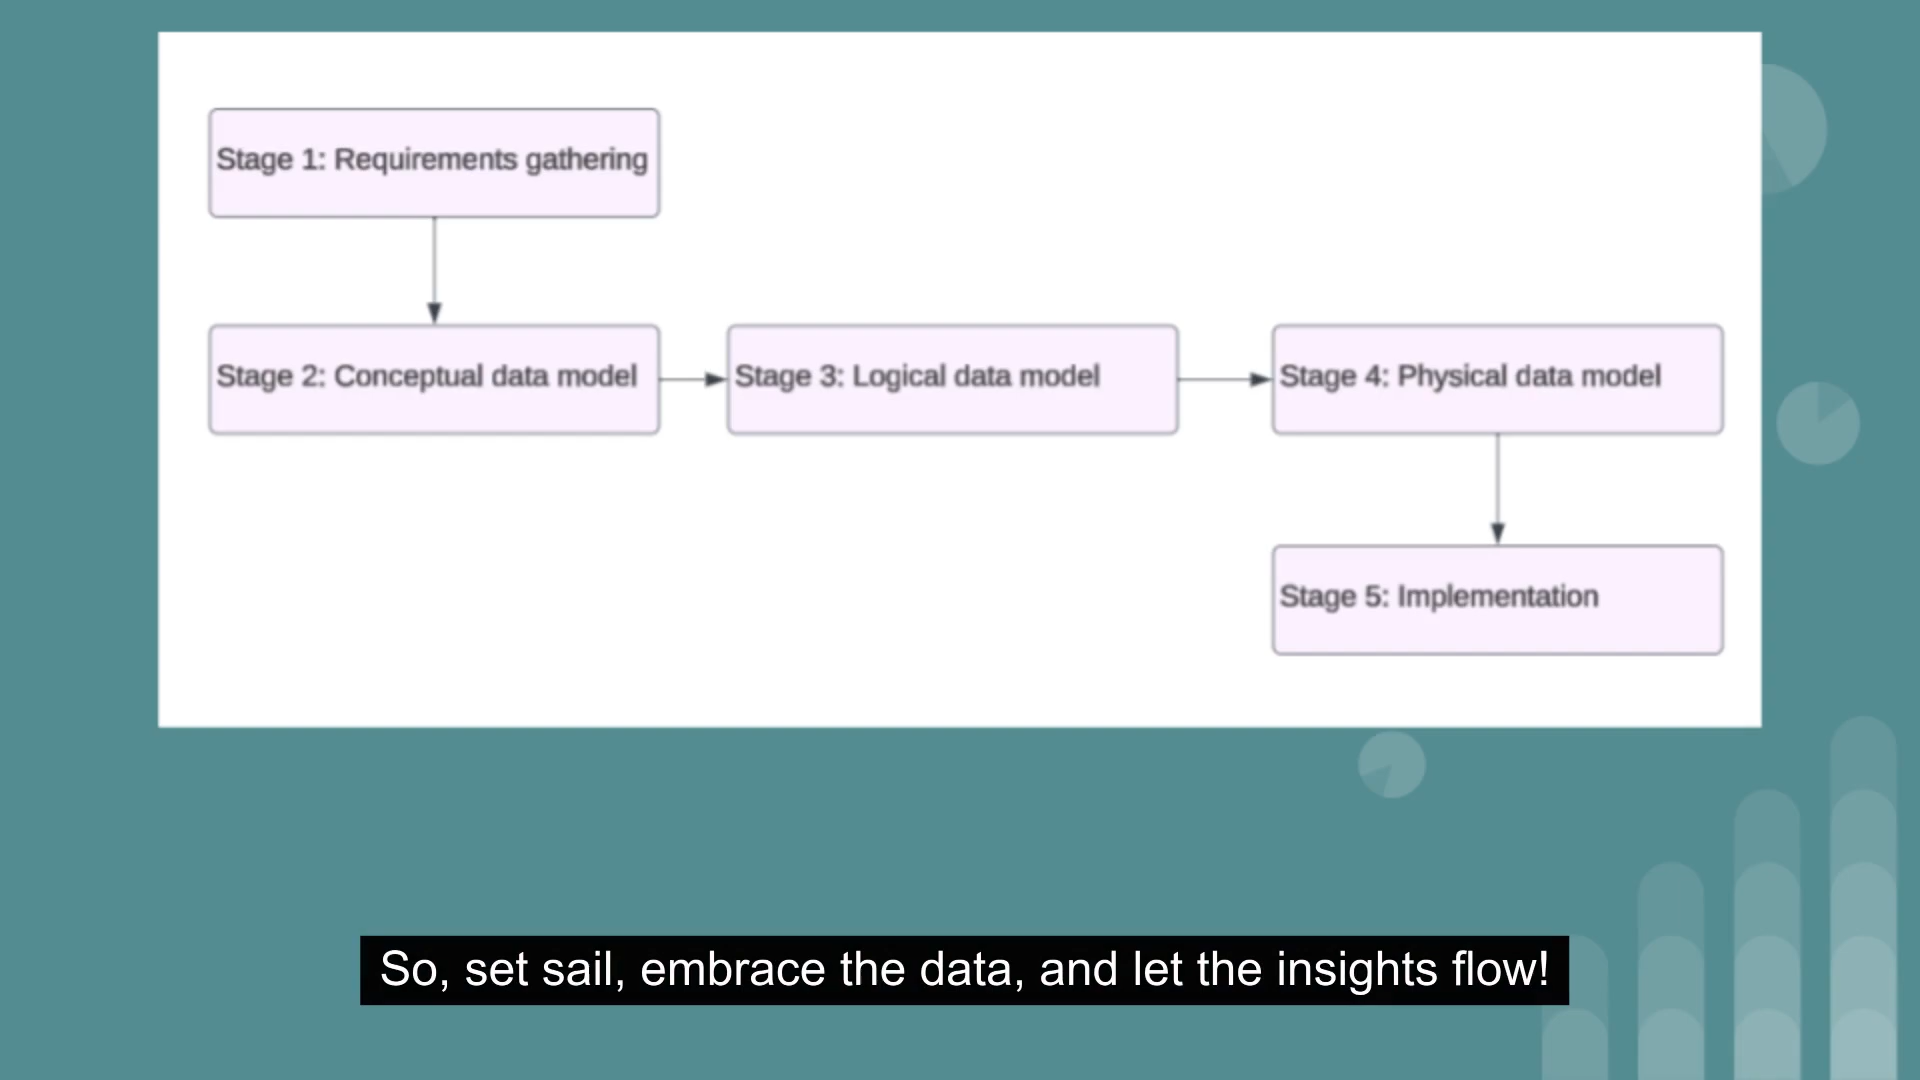 Stage 1: Requirements gathering
Stage 2: Conceptual data model
Stage 3: Logical data model
Stage 4: Physical data model
Stage 5: Implementation
So, set sail, embrace the data, and let the insights flow!